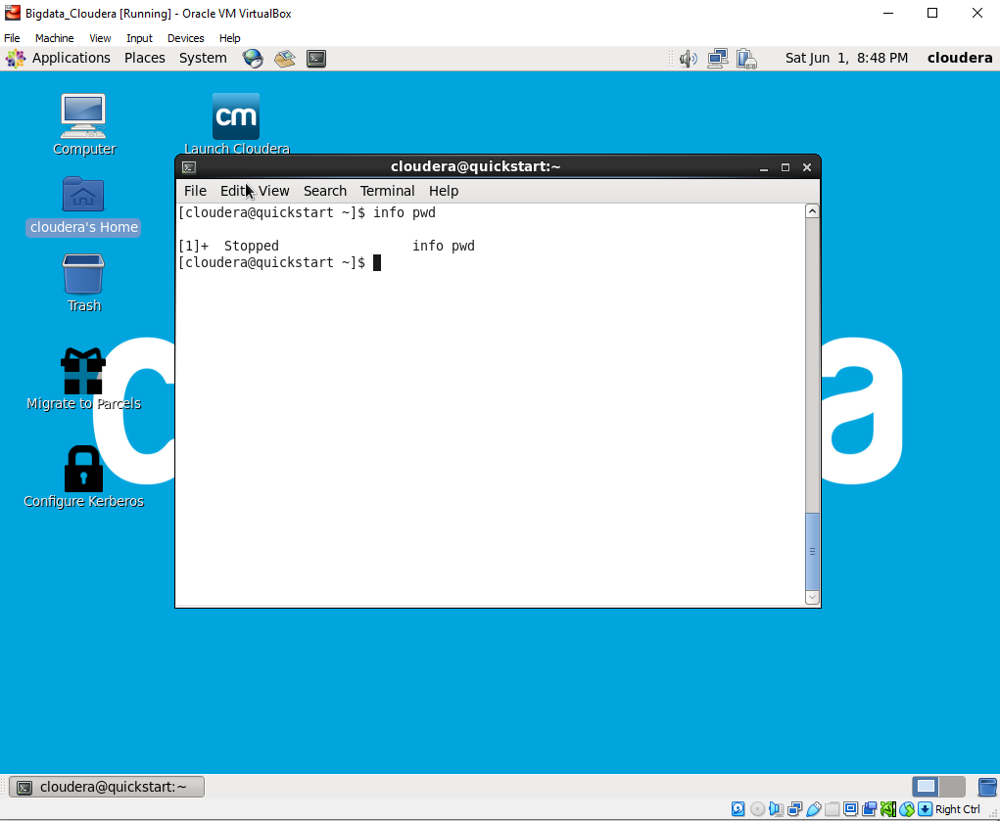 Bigdata_Cloudera [Running] - Oracle VM VirtualBox
File Machine View Input Devices Help
Applications Places System Sat Jun 1, 8:48 PM cloudera
Computer
cm
Launch Cloudera
cloudera@quickstart:~
File Edit View Search Terminal Help
[cloudera@quickstart ~]$ info pwd
[1]+  Stopped                 info pwd
[cloudera@quickstart ~]$
cloudera's Home
Trash
Migrate to Parcels
Configure Kerberos
c a
cloudera@quickstart:~
Right Ctrl